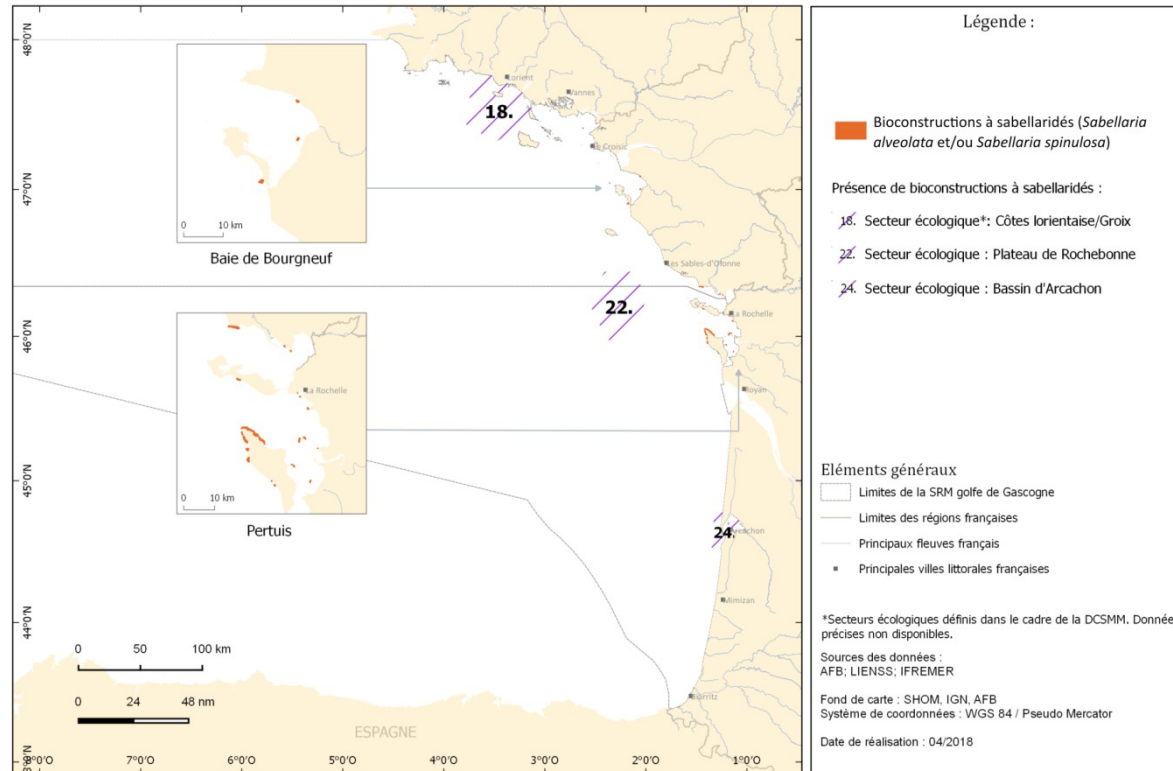 48°0'N
47°0'N
46°0'N
45°0'N
44°0'N
8°0'O
7°0'O
6°0'O
5°0'O
4°0'O
3°0'O
2°0'O
1°0'O
0 10 km
Baie de Bourgneuf
0 10 km
La Rochelle
Pertuis
Lorient
18.
Vannes
Le Croisic
Les Sables-d'Olonne
22.
La Rochelle
Royan
24.
Arcachon
Mimizan
Biarritz
ESPAGNE
0 50 100 km
0 24 48 nm
Légende :
Bioconstructions à sabellaridés (Sabellaria
alveolata et/ou Sabellaria spinulosa)
Présence de bioconstructions à sabellaridés :
18. Secteur écologique*: Côtes lorientaise/Groix
22. Secteur écologique : Plateau de Rochebonne
24. Secteur écologique : Bassin d'Arcachon
Eléments généraux
Limites de la SRM golfe de Gascogne
Limites des régions françaises
Principaux fleuves français
Principales villes littorales françaises
*Secteurs écologiques définis dans le cadre de la DCSMM. Donnée
précises non disponibles.
Sources des données :
AFB; LIENSS; IFREMER
Fond de carte : SHOM, IGN, AFB
Système de coordonnées : WGS 84 / Pseudo Mercator
Date de réalisation : 04/2018